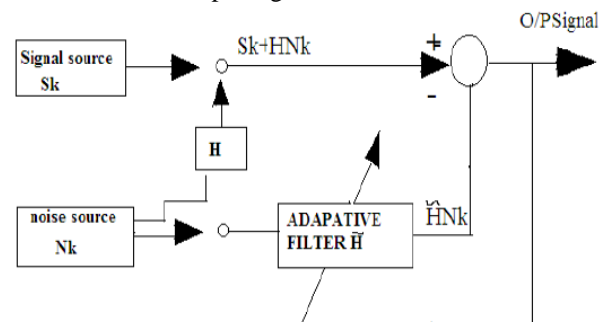 O/PSignal
Signal source
Sk
Sk+HNk
+
-
H
noise source
Nk
ADAPATIVE
FILTER H̃
H̃Nk